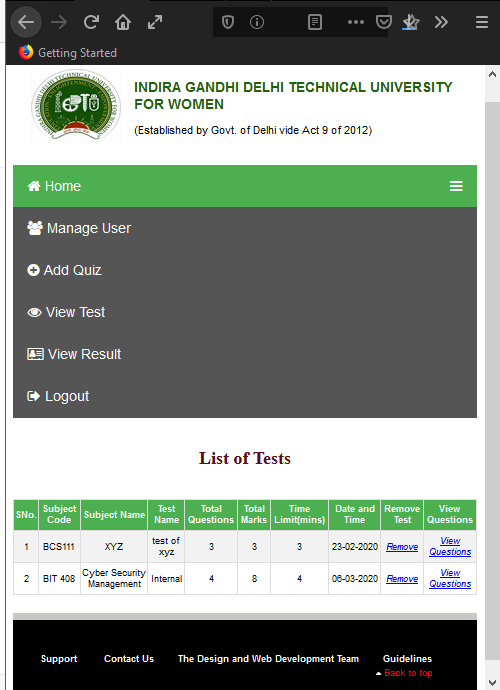 Getting Started
INDIRA GANDHI DELHI TECHNICAL UNIVERSITY
FOR WOMEN
(Established by Govt. of Delhi vide Act 9 of 2012)
Home
Manage User
Add Quiz
View Test
View Result
Logout
List of Tests
SNo. Subject Code Subject Name Test Name Total Questions Total Marks Time Limit(mins) Date and Time Remove Test View Questions
1 BCS111 XYZ test of xyz 3 3 3 23-02-2020 Remove View Questions
2 BIT 408 Cyber Security Management Internal 4 8 4 06-03-2020 Remove View Questions
Support Contact Us The Design and Web Development Team Guidelines
Back to top